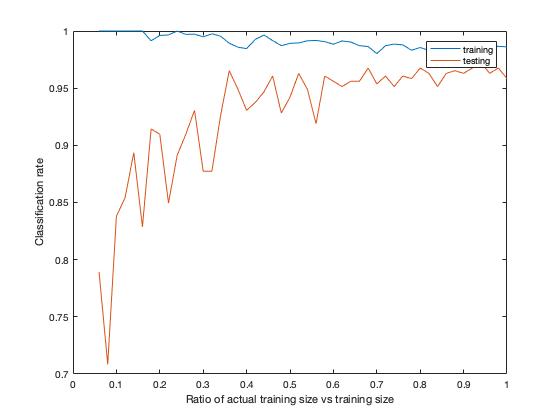 1
0.95
0.9
0.85
0.8
0.75
0.7
Classification rate
training
testing
0 0.1 0.2 0.3 0.4 0.5 0.6 0.7 0.8 0.9 1
Ratio of actual training size vs training size